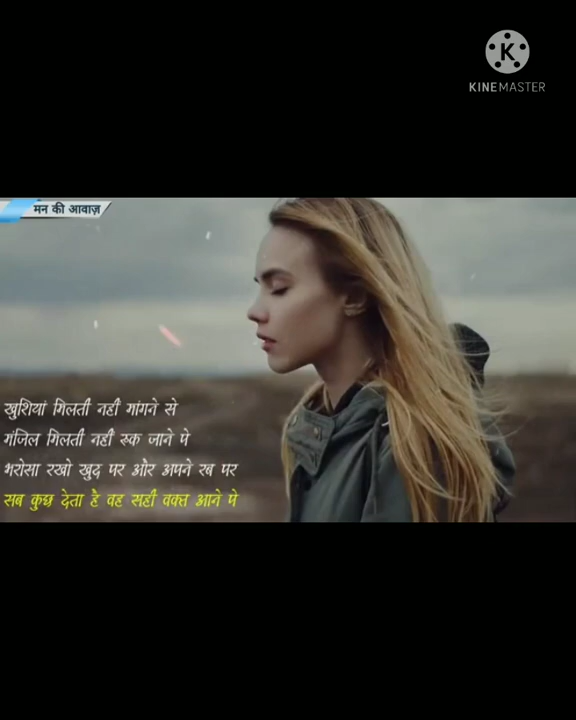 KINEMASTER
मन की आवाज़
खुशियां मिलती नहीं मांगने से
मंजिल मिलती नहीं रुक जाने पे
भरोसा रखो खुद पर और अपने रब पर
सब कुछ देता है वह सही वक्त आने पे